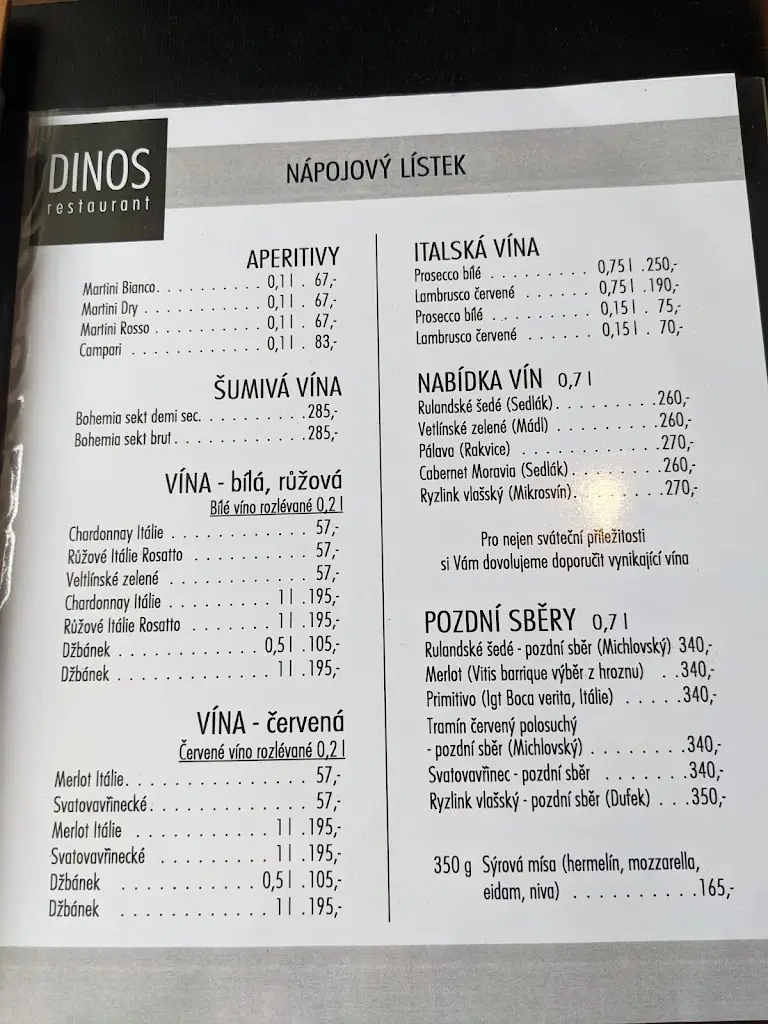 DINOS
restaurant
NÁPOJOVÝ LÍSTEK
APERITIVY
Martini Bianco. . . . . . . . . . 0,1 l . 67,-
Martini Dry . . . . . . . . . . . 0,1 l . 67,-
Martini Rosso . . . . . . . . . . 0,1 l . 67,-
Campari . . . . . . . . . . . . 0,1 l . 83,-
ŠUMIVÁ VÍNA
Bohemia sekt demi sec. . . . . . . . . . .285,-
Bohemia sekt brut . . . . . . . . . . . . .285,-
VÍNA - bílá, růžová
Bílé víno rozlévané 0,2 l
Chardonnay Itálie . . . . . . . . . . . . 57,-
Růžové Itálie Rosatto . . . . . . . . . . 57,-
Veltlínské zelené . . . . . . . . . . . . 57,-
Chardonnay Itálie . . . . . . . . . 1 l .195,-
Růžové Itálie Rosatto . . . . . . . 1 l .195,-
Džbánek . . . . . . . . . . . . 0,5 l .105,-
Džbánek . . . . . . . . . . . . . 1 l .195,-
VÍNA - červená
Červené víno rozlévané 0,2 l
Merlot Itálie. . . . . . . . . . . . . . 57,-
Svatovavřinecké. . . . . . . . . . . . . 57,-
Merlot Itálie . . . . . . . . . . . 1 l .195,-
Svatovavřinecké . . . . . . . . . 1 l .195,-
Džbánek . . . . . . . . . . . 0,5 l .105,-
Džbánek . . . . . . . . . . . . 1 l .195,-
ITALSKÁ VÍNA
Prosecco bílé . . . . . . . . . 0,75 l .250,-
Lambrusco červené . . . . . . 0,75 l .190,-
Prosecco bílé . . . . . . . . . 0,15 l . 75,-
Lambrusco červené . . . . . . 0,15 l . 70,-
NABÍDKA VÍN 0,7 l
Rulandské šedé (Sedlák). . . . . . . . . .260,-
Vetlínské zelené (Mádl) . . . . . . . . . .260,-
Pálava (Rakvice) . . . . . . . . . . . . .270,-
Cabernet Moravia (Sedlák). . . . . . . . .260,-
Ryzlink vlašský (Mikrosvín). . . . . . . . .270,-
Pro nejen sváteční příležitosti
si Vám dovolujeme doporučit vynikající vína
POZDNÍ SBĚRY 0,7 l
Rulandské šedé - pozdní sběr (Michlovský) 340,-
Merlot (Vitis barrique výběr z hroznu) . .340,-
Primitivo (Igt Boca verita, Itálie) . . . . .340,-
Tramín červený polosuchý
- pozdní sběr (Michlovský) . . . . . . . .340,-
Svatovavřinec - pozdní sběr . . . . . . .340,-
Ryzlink vlašský - pozdní sběr (Dufek) . . .350,-
350 g Sýrová mísa (hermelín, mozzarella,
eidam, niva) . . . . . . . . . .165,-